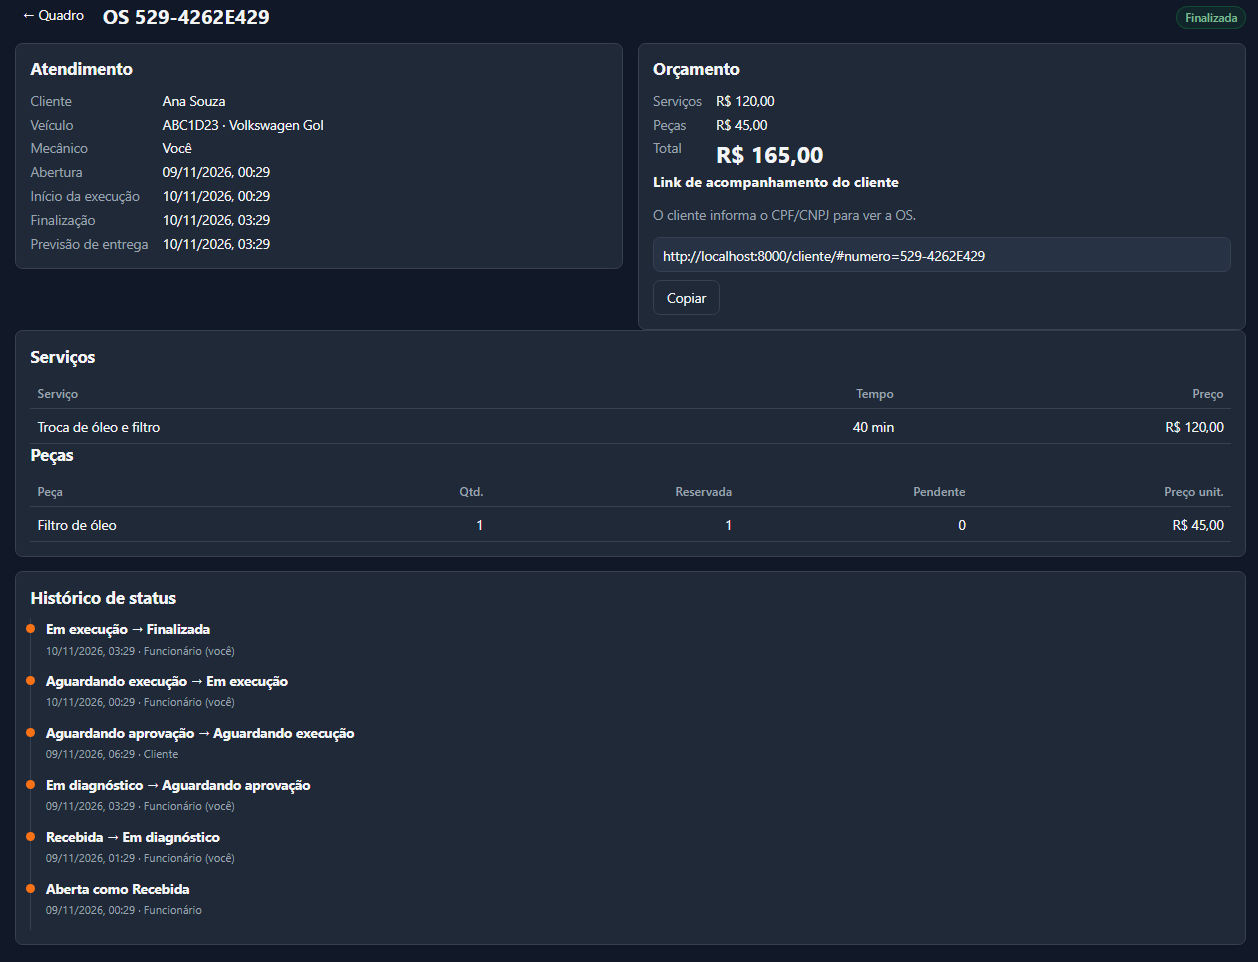 ← Quadro OS 529-4262E429 Finalizada
Atendimento
Cliente Ana Souza
Veículo ABC1D23 · Volkswagen Gol
Mecânico Você
Abertura 09/11/2026, 00:29
Início da execução 10/11/2026, 00:29
Finalização 10/11/2026, 03:29
Previsão de entrega 10/11/2026, 03:29
Orçamento
Serviços R$ 120,00
Peças R$ 45,00
Total R$ 165,00
Link de acompanhamento do cliente
O cliente informa o CPF/CNPJ para ver a OS.
http://localhost:8000/cliente/#numero=529-4262E429
Copiar
Serviços
Serviço Tempo Preço
Troca de óleo e filtro 40 min R$ 120,00
Peças
Peça Qtd. Reservada Pendente Preço unit.
Filtro de óleo 1 1 0 R$ 45,00
Histórico de status
Em execução → Finalizada
10/11/2026, 03:29 · Funcionário (você)
Aguardando execução → Em execução
10/11/2026, 00:29 · Funcionário (você)
Aguardando aprovação → Aguardando execução
09/11/2026, 06:29 · Cliente
Em diagnóstico → Aguardando aprovação
09/11/2026, 03:29 · Funcionário (você)
Recebida → Em diagnóstico
09/11/2026, 01:29 · Funcionário (você)
Aberta como Recebida
09/11/2026, 00:29 · Funcionário